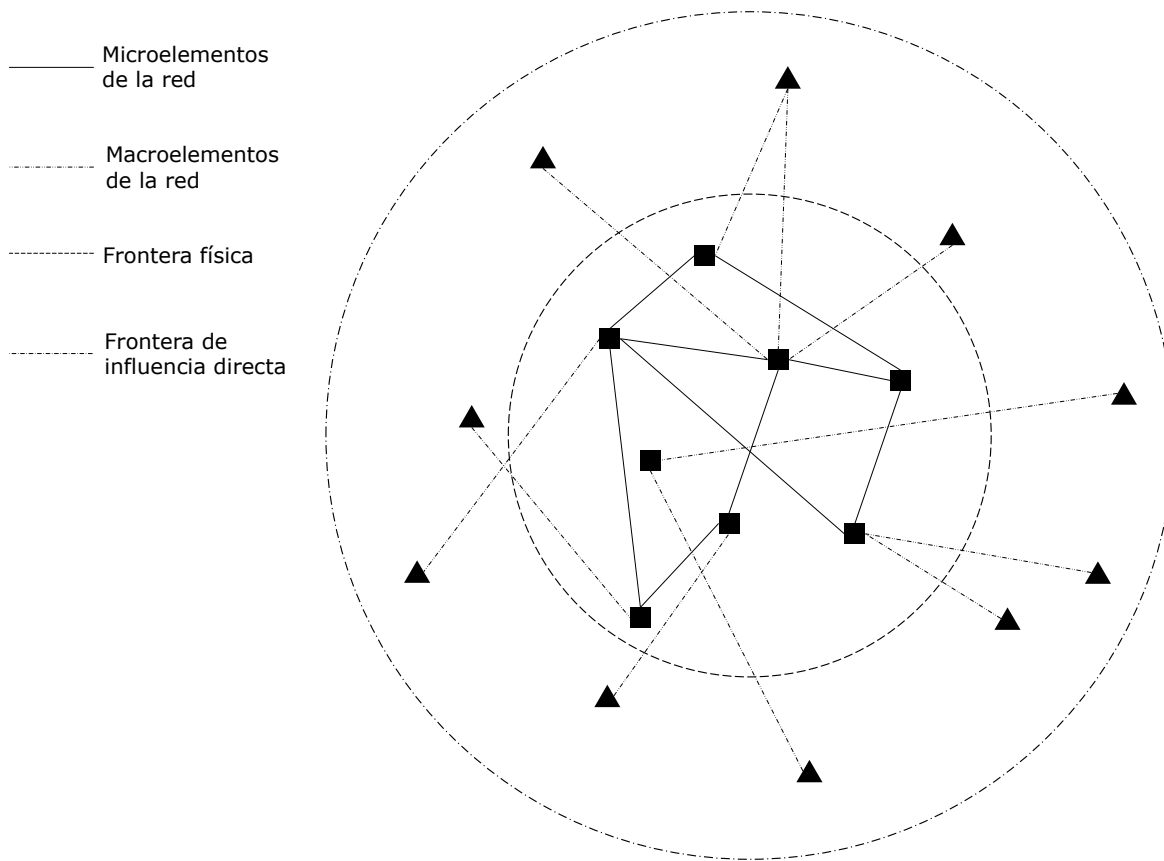 Microelementos
de la red
Macroelementos
de la red
Frontera física
Frontera de
influencia directa